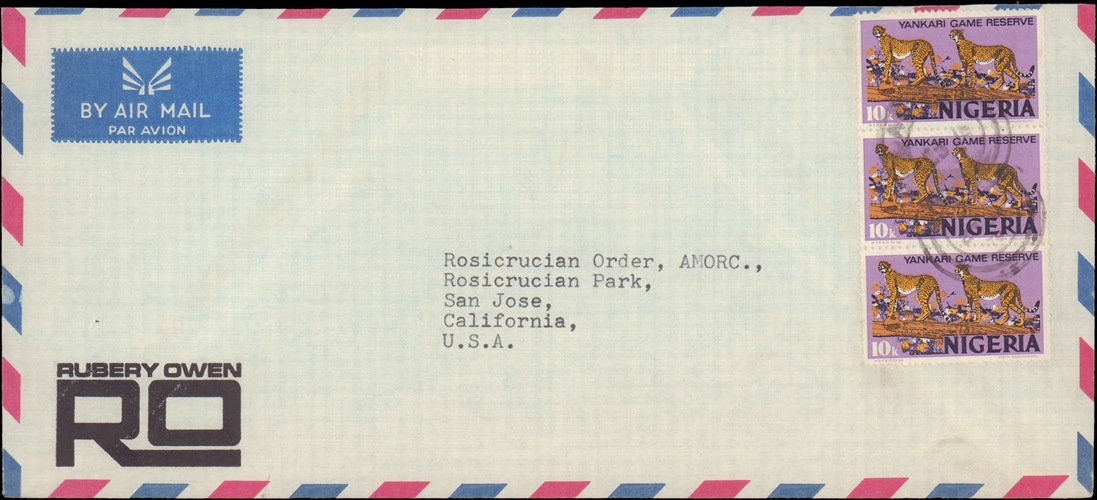 BY AIR MAIL
PAR AVION
YANKARI GAME RESERVE
10k NIGERIA
YANKARI GAME RESERVE
10k NIGERIA
YANKARI GAME RESERVE
10k NIGERIA
Rosicrucian Order, AMORC.,
Rosicrucian Park,
San Jose,
California,
U.S.A.
RUBERY OWEN
RO